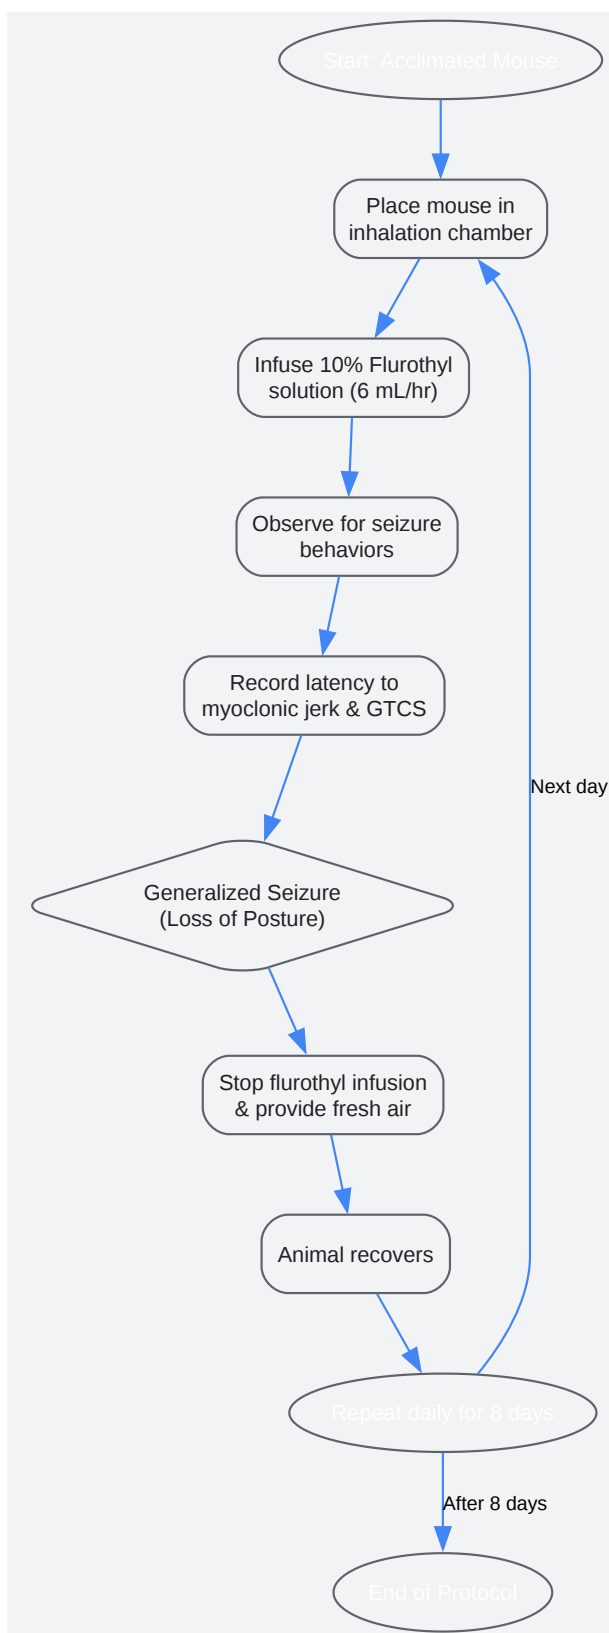 Start: Acclimated Mouse
Place mouse in
inhalation chamber
Infuse 10% Flurothyl
solution (6 mL/hr)
Observe for seizure
behaviors
Record latency to
myoclonic jerk & GTCS
Next day
Generalized Seizure
(Loss of Posture)
Stop flurothyl infusion
& provide fresh air
Animal recovers
Repeat daily for 8 days
After 8 days
End of Protocol